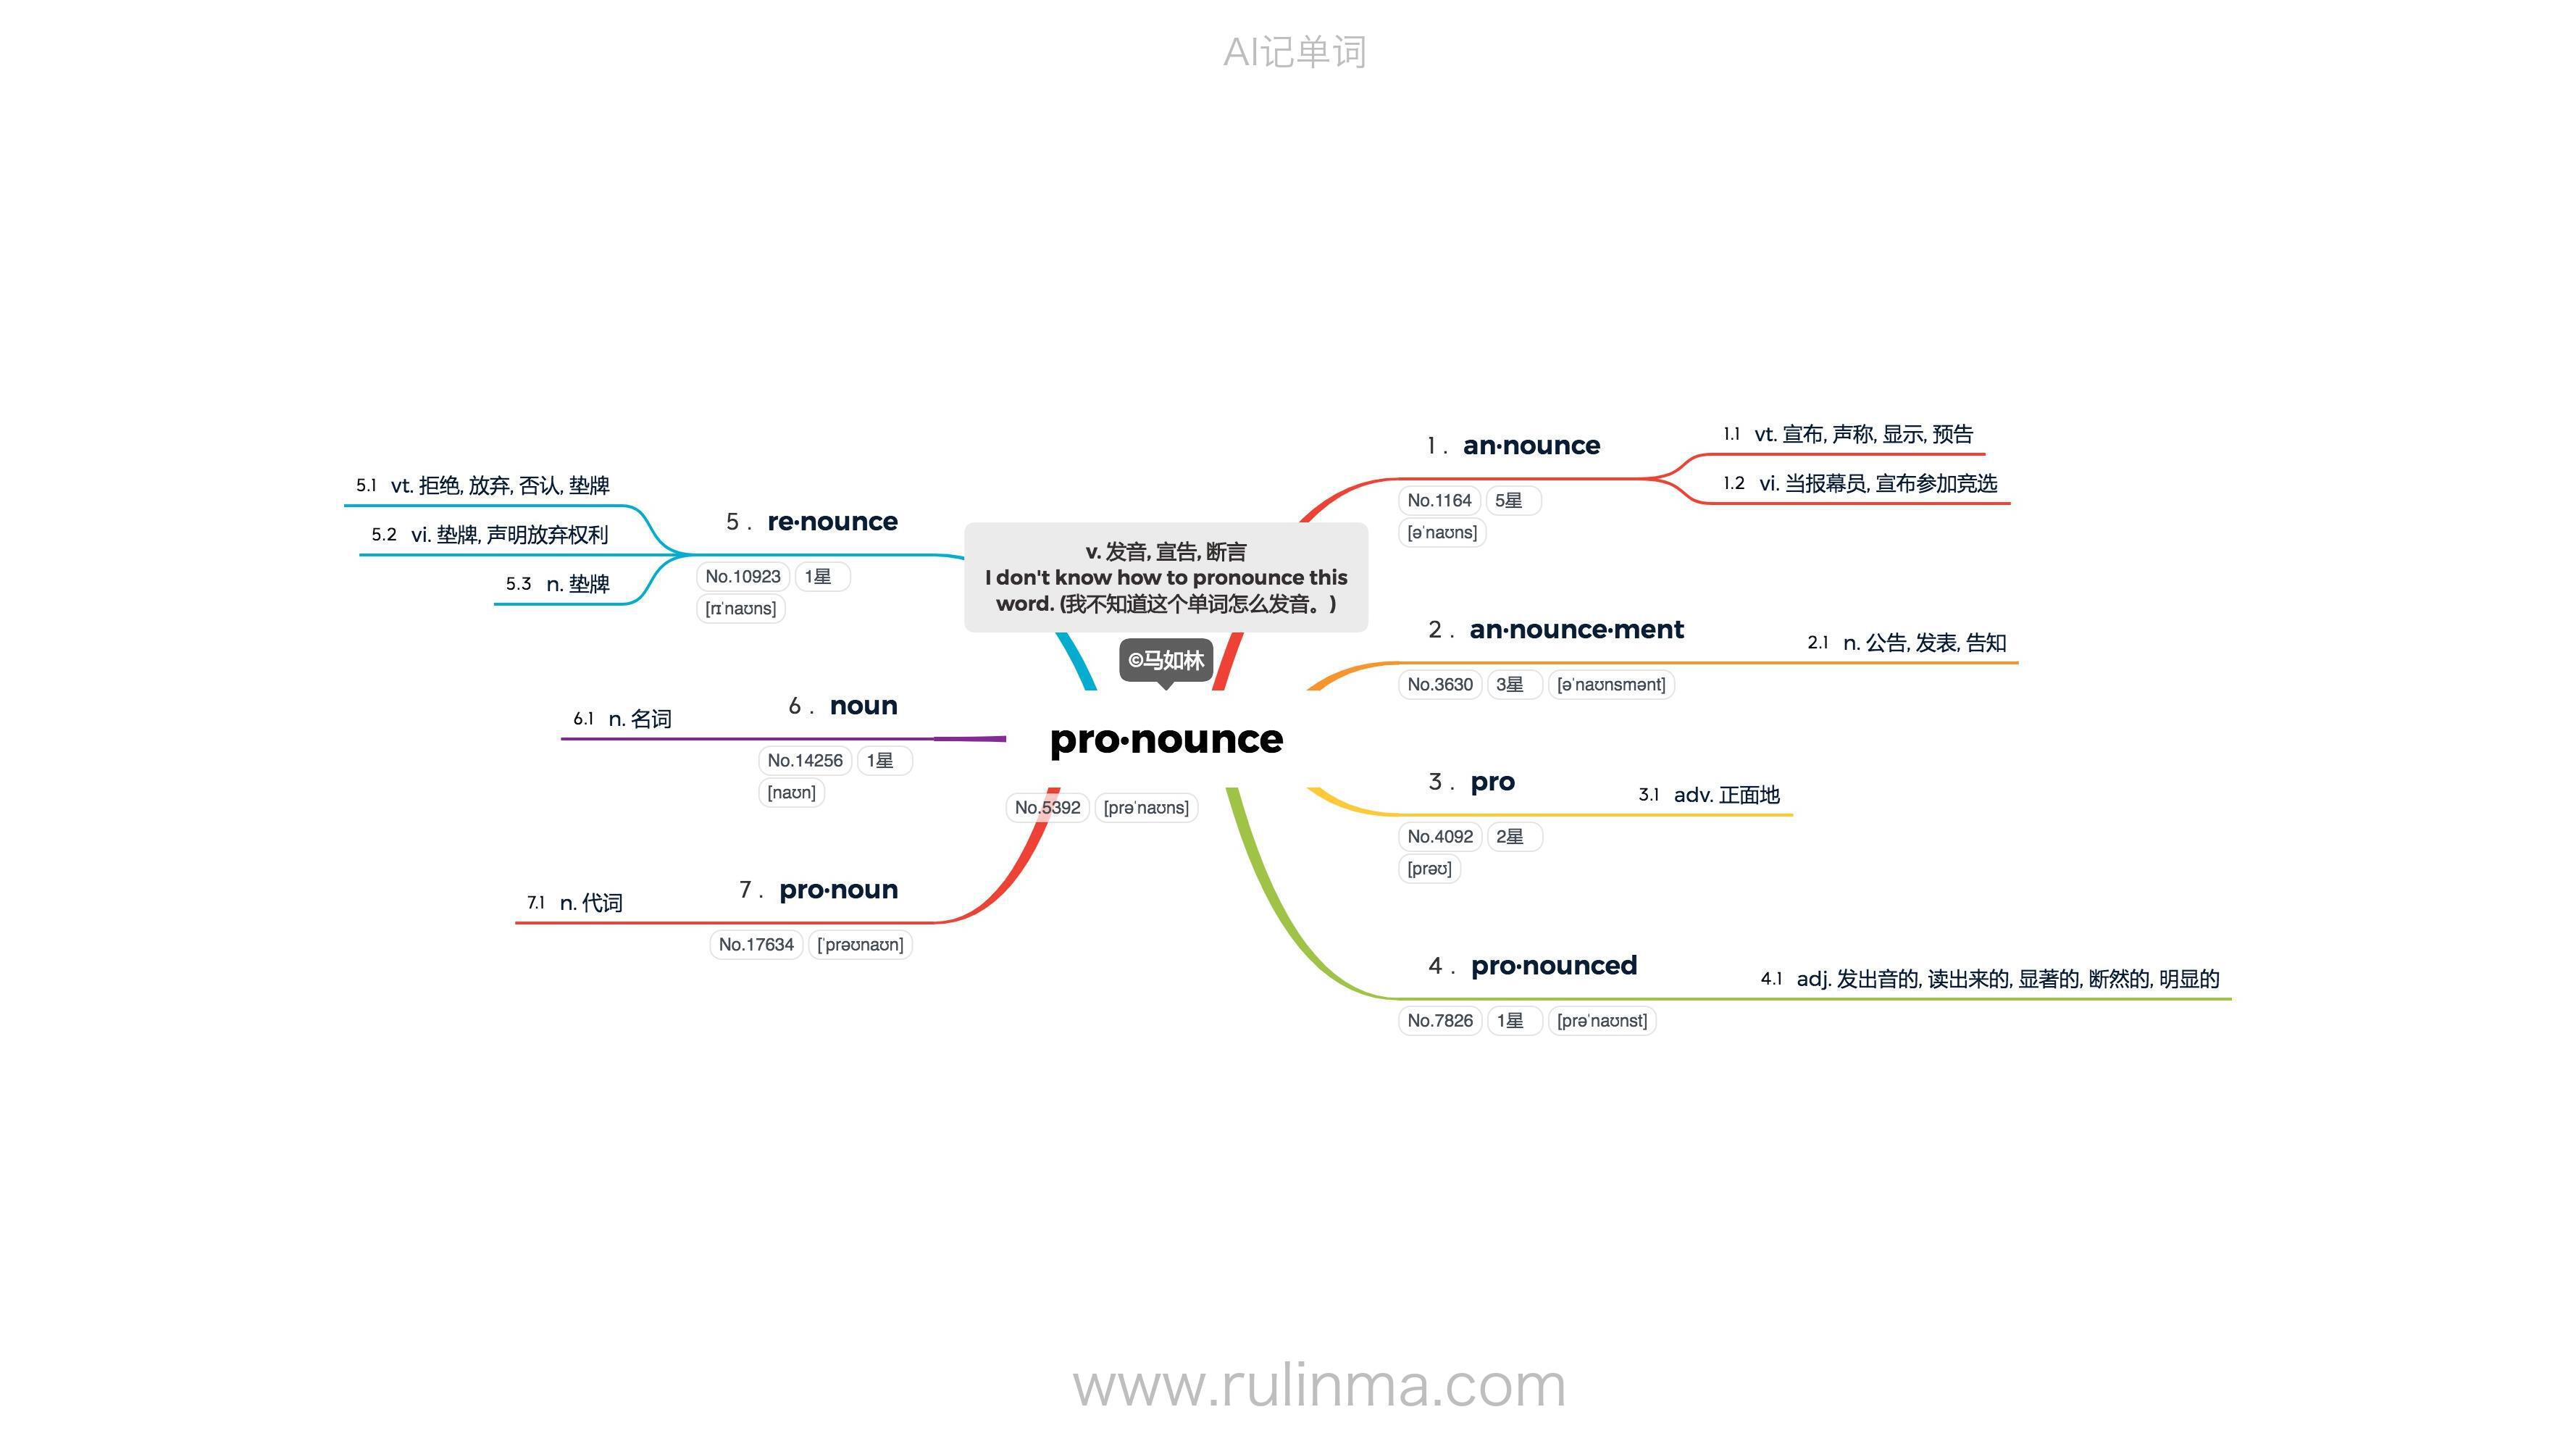 AI记单词
v. 发音, 宣告, 断言
I don't know how to pronounce this
word. (我不知道这个单词怎么发音。)
©马如林
pro·nounce
No.5392 [prəˈnaʊns]
1 . an·nounce
No.1164 5星
[əˈnaʊns]
1.1 vt. 宣布, 声称, 显示, 预告
1.2 vi. 当报幕员, 宣布参加竞选
2 . an·nounce·ment
No.3630 3星 [əˈnaʊnsmənt]
2.1 n. 公告, 发表, 告知
3 . pro
No.4092 2星
[prəʊ]
3.1 adv. 正面地
4 . pro·nounced
No.7826 1星 [prəˈnaʊnst]
4.1 adj. 发出音的, 读出来的, 显著的, 断然的, 明显的
5 . re·nounce
No.10923 1星
[rɪˈnaʊns]
5.1 vt. 拒绝, 放弃, 否认, 垫牌
5.2 vi. 垫牌, 声明放弃权利
5.3 n. 垫牌
6 . noun
No.14256 1星
[naʊn]
6.1 n. 名词
7 . pro·noun
No.17634 [ˈprəʊnaʊn]
7.1 n. 代词
www.rulinma.com